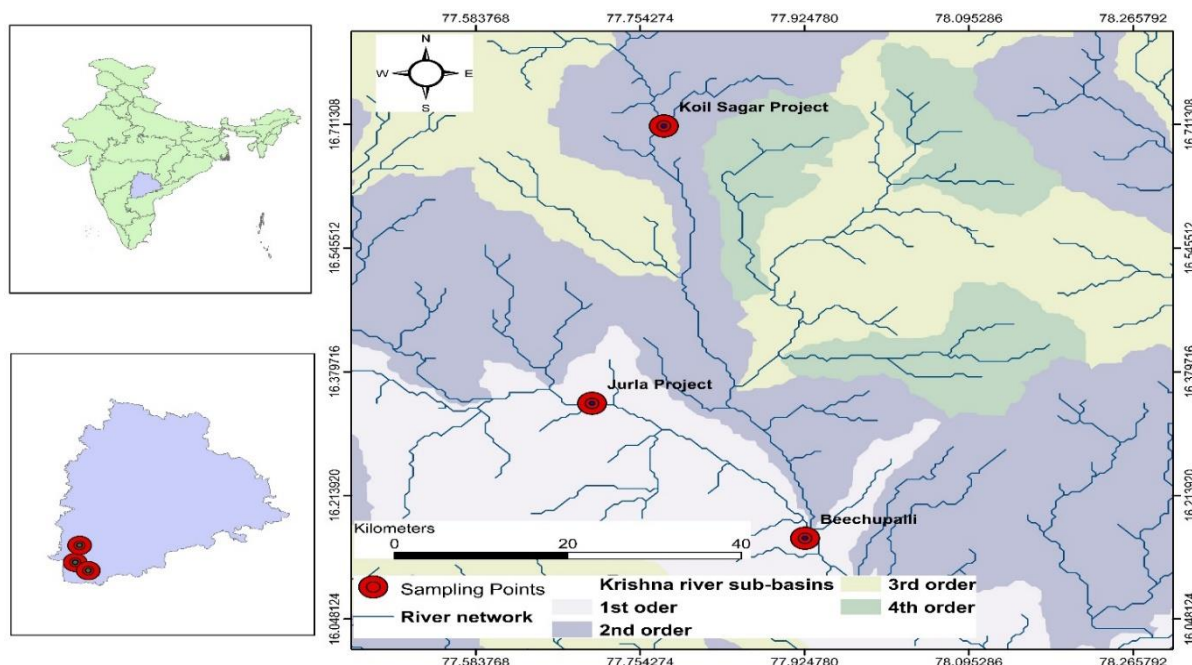 77.583768 77.754274 77.924780 78.095286 78.265792
N
W E
S
Koil Sagar Project
16.711308 16.711308
16.545512 16.545512
16.379716 16.379716
Jurla Project
16.213920 16.213920
Beechupalli
Kilometers
0 20 40
Sampling Points
River network
Krishna river sub-basins
1st oder
2nd order
3rd order
4th order
16.048124 16.048124
77.583768 77.754274 77.924780 78.095286 78.265792